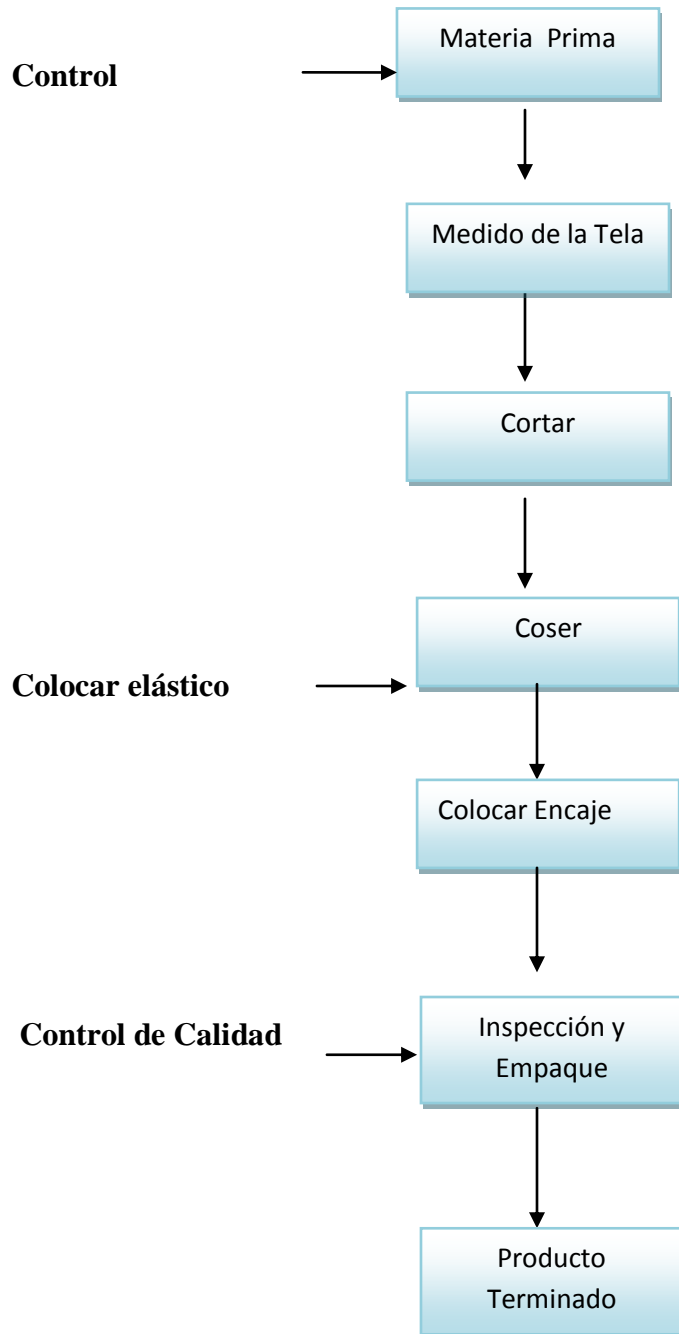 Materia Prima
Control
Medido de la Tela
Cortar
Coser
Colocar elástico
Colocar Encaje
Control de Calidad
Inspección y
Empaque
Producto
Terminado